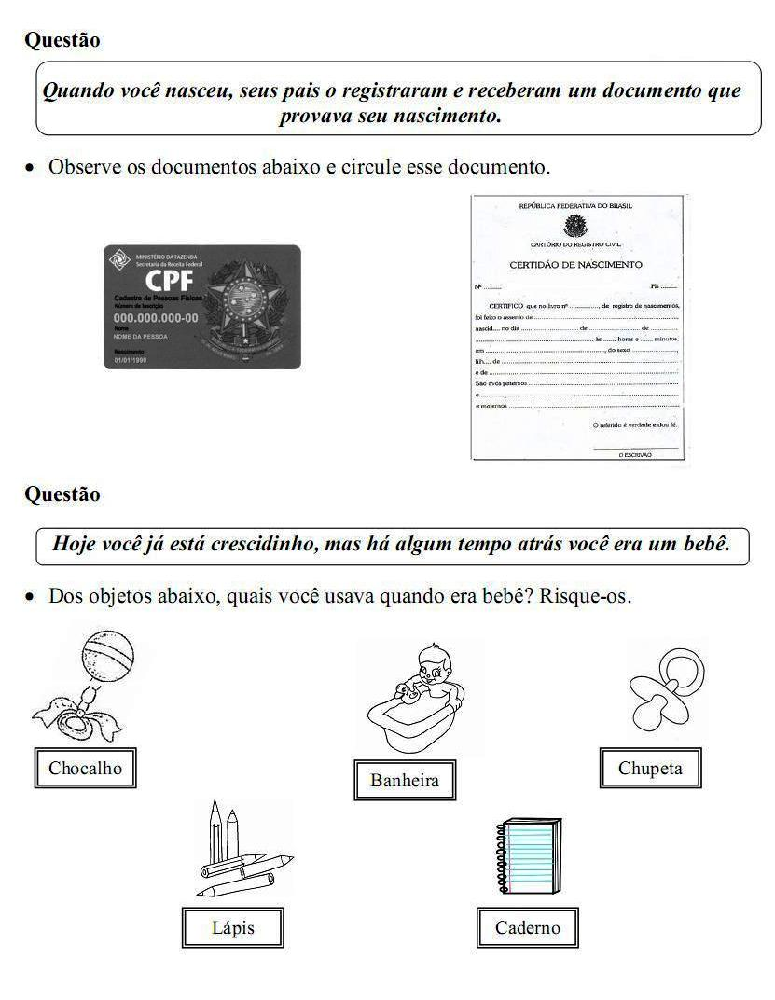 Questão
Quando você nasceu, seus pais o registraram e receberam um documento que
provava seu nascimento.
• Observe os documentos abaixo e circule esse documento.
MINISTÉRIO DA FAZENDA
Secretaria da Receita Federal
CPF
Cadastro de Pessoas Físicas
Número de Inscrição
000.000.000-00
Nome
NOME DA PESSOA
Nascimento
01/01/1990
REPÚBLICA FEDERATIVA DO BRASIL
CARTÓRIO DO REGISTRO CIVIL
CERTIDÃO DE NASCIMENTO
Nº ........ Fls ........
CERTIFICO que no livro nº ............, de registro de nascimentos,
foi feito o assento de ............
nascid.... no dia ............ de ............ de ............
............ às ...... horas e ...... minutos,
em ............, do sexo ............,
filh.... de ............
e de ............
São avós paternos ............
e ............
e maternos ............
O referido é verdade e dou fé.
O ESCRIVÃO
Questão
Hoje você já está crescidinho, mas há algum tempo atrás você era um bebê.
• Dos objetos abaixo, quais você usava quando era bebê? Risque-os.
Chocalho
Banheira
Chupeta
Lápis
Caderno